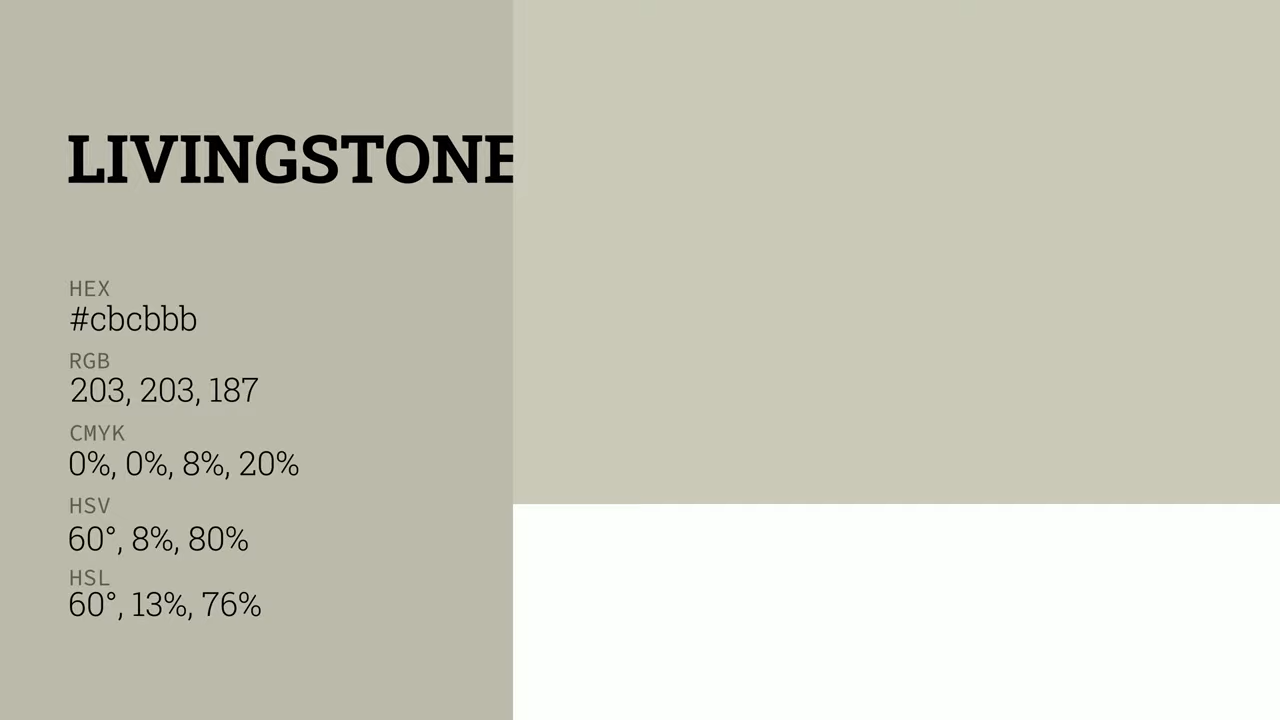 LIVINGSTONE
HEX
#cbcbbb
RGB
203, 203, 187
CMYK
0%, 0%, 8%, 20%
HSV
60°, 8%, 80%
HSL
60°, 13%, 76%